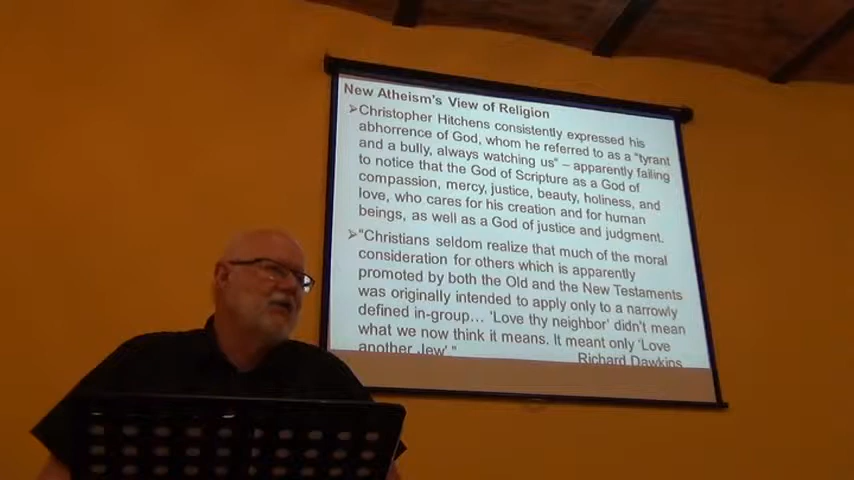 New Atheism's View of Religion
➢Christopher Hitchens consistently expressed his
abhorrence of God, whom he referred to as a "tyrant
and a bully, always watching us" – apparently failing
to notice that the God of Scripture as a God of
compassion, mercy, justice, beauty, holiness, and
love, who cares for his creation and for human
beings, as well as a God of justice and judgment.
➢"Christians seldom realize that much of the moral
consideration for others which is apparently
promoted by both the Old and the New Testaments
was originally intended to apply only to a narrowly
defined in-group… 'Love thy neighbor' didn't mean
what we now think it means. It meant only 'Love
another Jew'." Richard Dawkins